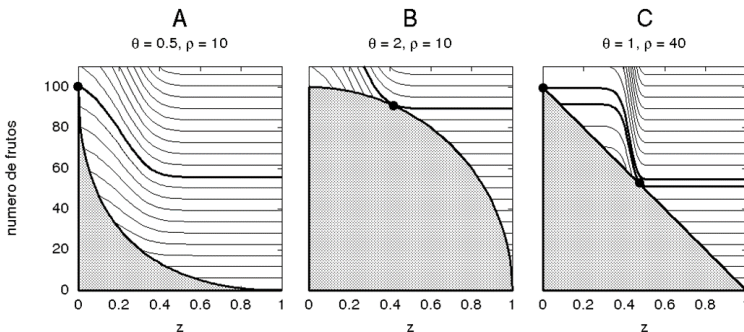 A
B
C
θ = 0.5, ρ = 10
θ = 2, ρ = 10
θ = 1, ρ = 40
numero de frutos
100
80
60
40
20
0
0 0.2 0.4 0.6 0.8 1
0 0.2 0.4 0.6 0.8 1
0 0.2 0.4 0.6 0.8 1
z
z
z